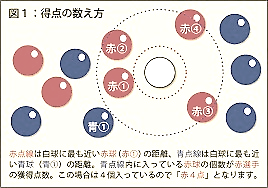 図1：得点の数え方
赤④
赤②
赤①
赤③
青①
赤点線は白球に最も近い赤球（赤①）の距離。青点線は白球に最も
近い青球（青①）の距離。青点線内に入っている赤球の個数が赤選手
の獲得点数。この場合は4個入っているので「赤4点」となります。